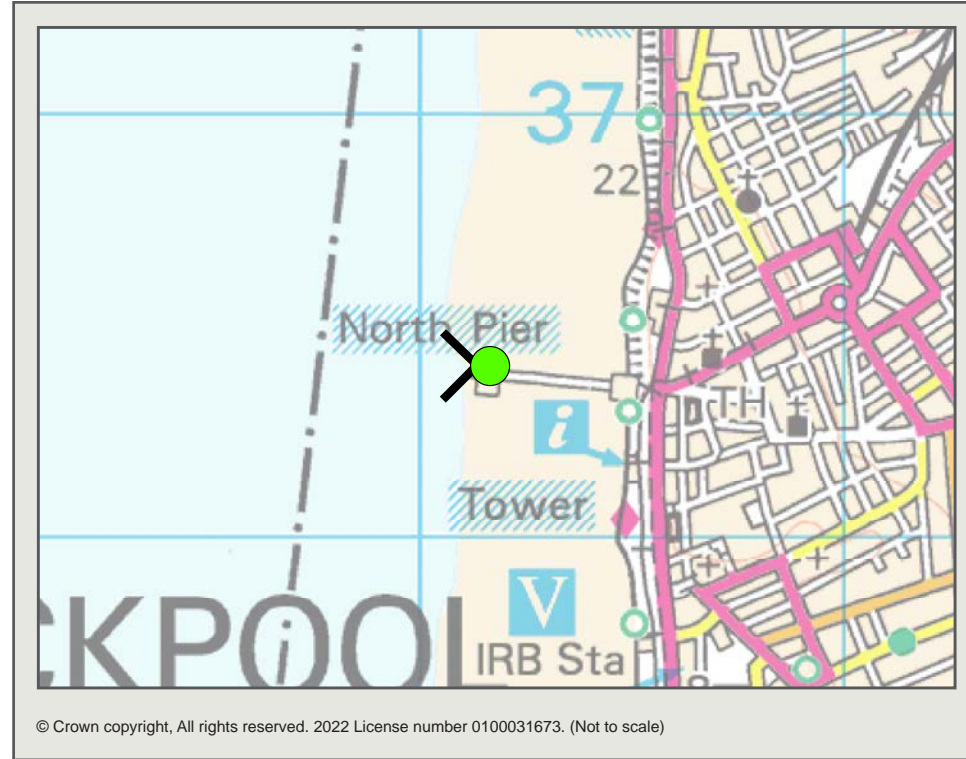 37
22
North Pier
i
TH
Tower
V
CKPOOL
IRB Sta
© Crown copyright, All rights reserved. 2022 License number 0100031673. (Not to scale)